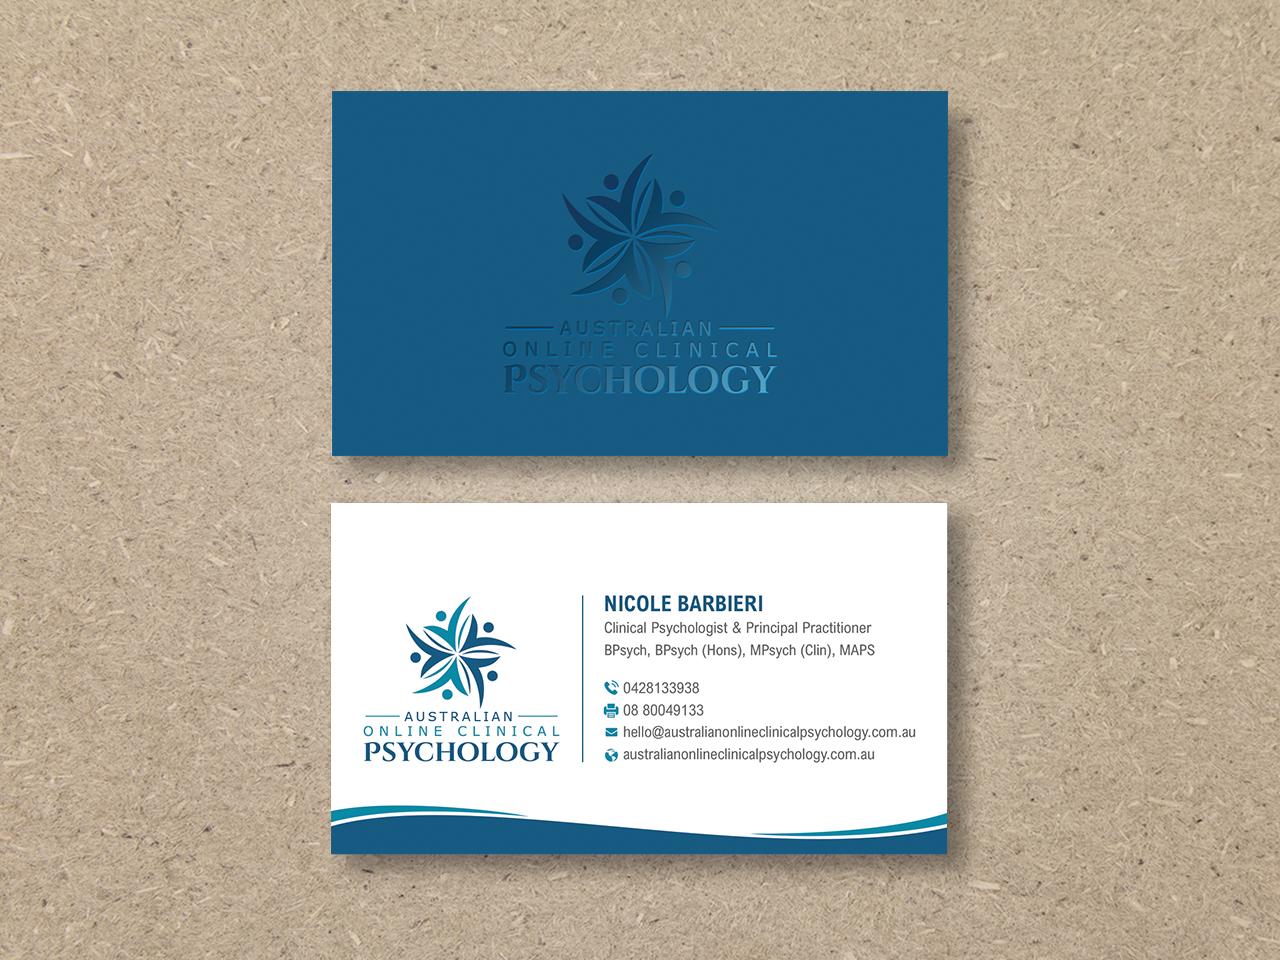 AUSTRALIAN
ONLINE CLINICAL
PSYCHOLOGY
AUSTRALIAN
ONLINE CLINICAL
PSYCHOLOGY
NICOLE BARBIERI
Clinical Psychologist & Principal Practitioner
BPsych, BPsych (Hons), MPsych (Clin), MAPS
0428133938
08 80049133
hello@australianonlineclinicalpsychology.com.au
australianonlineclinicalpsychology.com.au